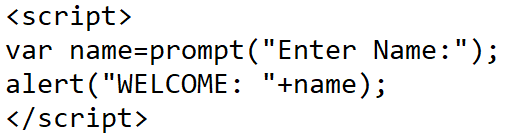 <script>
var name=prompt("Enter Name:");
alert("WELCOME: "+name);
</script>